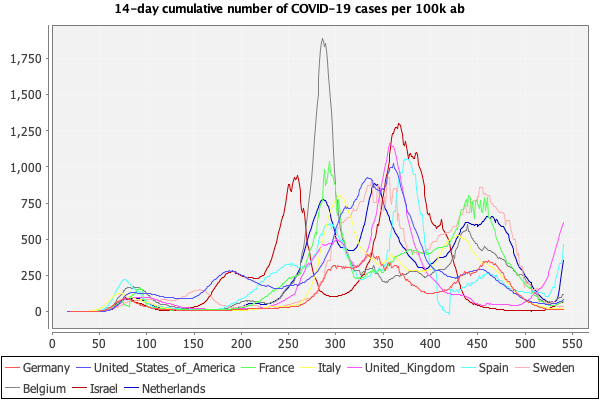 14-day cumulative number of COVID-19 cases per 100k ab
1,750
1,500
1,250
1,000
750
500
250
0
0 50 100 150 200 250 300 350 400 450 500 550
Germany United_States_of_America France Italy United_Kingdom Spain Sweden
Belgium Israel Netherlands